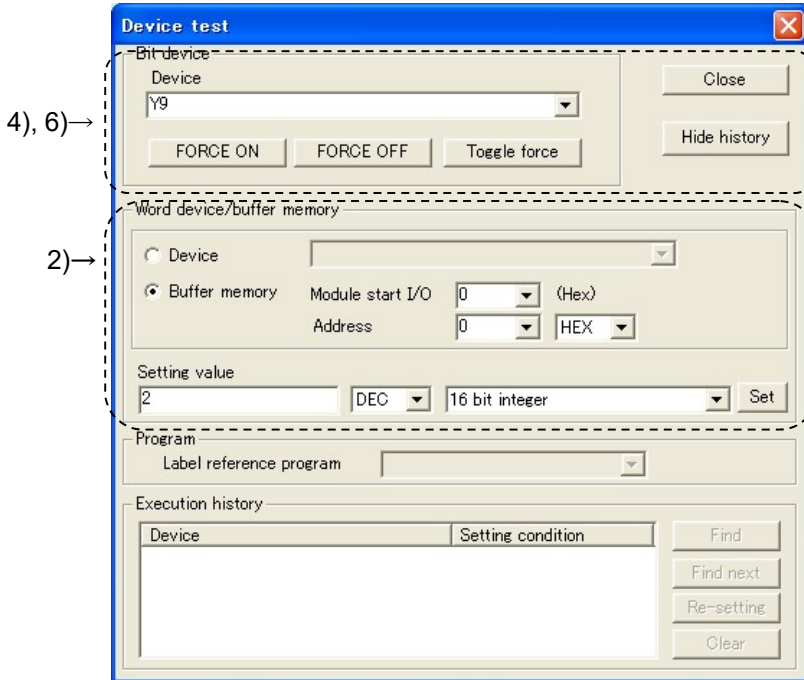 Device test
Bit device
Device
4), 6)→
Y9
Close
FORCE ON FORCE OFF Toggle force
Hide history
Word device/buffer memory
2)→
Device
Buffer memory Module start I/O 0 (Hex)
Address 0 HEX
Setting value
2 DEC 16 bit integer Set
Program
Label reference program
Execution history
Device Setting condition
Find
Find next
Re-setting
Clear